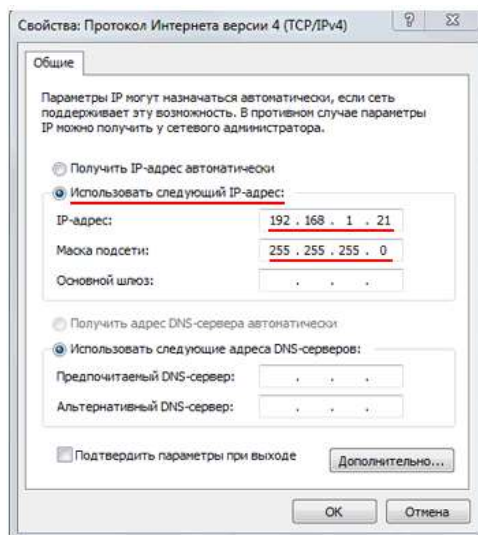 Свойства: Протокол Интернета версии 4 (TCP/IPv4)
Общие
Параметры IP могут назначаться автоматически, если сеть
поддерживает эту возможность. В противном случае параметры
IP можно получить у сетевого администратора.
Получить IP-адрес автоматически
Использовать следующий IP-адрес:
IP-адрес: 192 . 168 . 1 . 21
Маска подсети: 255 . 255 . 255 . 0
Основной шлюз: . . .
Получить адрес DNS-сервера автоматически
Использовать следующие адреса DNS-серверов:
Предпочитаемый DNS-сервер: . . .
Альтернативный DNS-сервер: . . .
Подтвердить параметры при выходе
Дополнительно...
OK Отмена